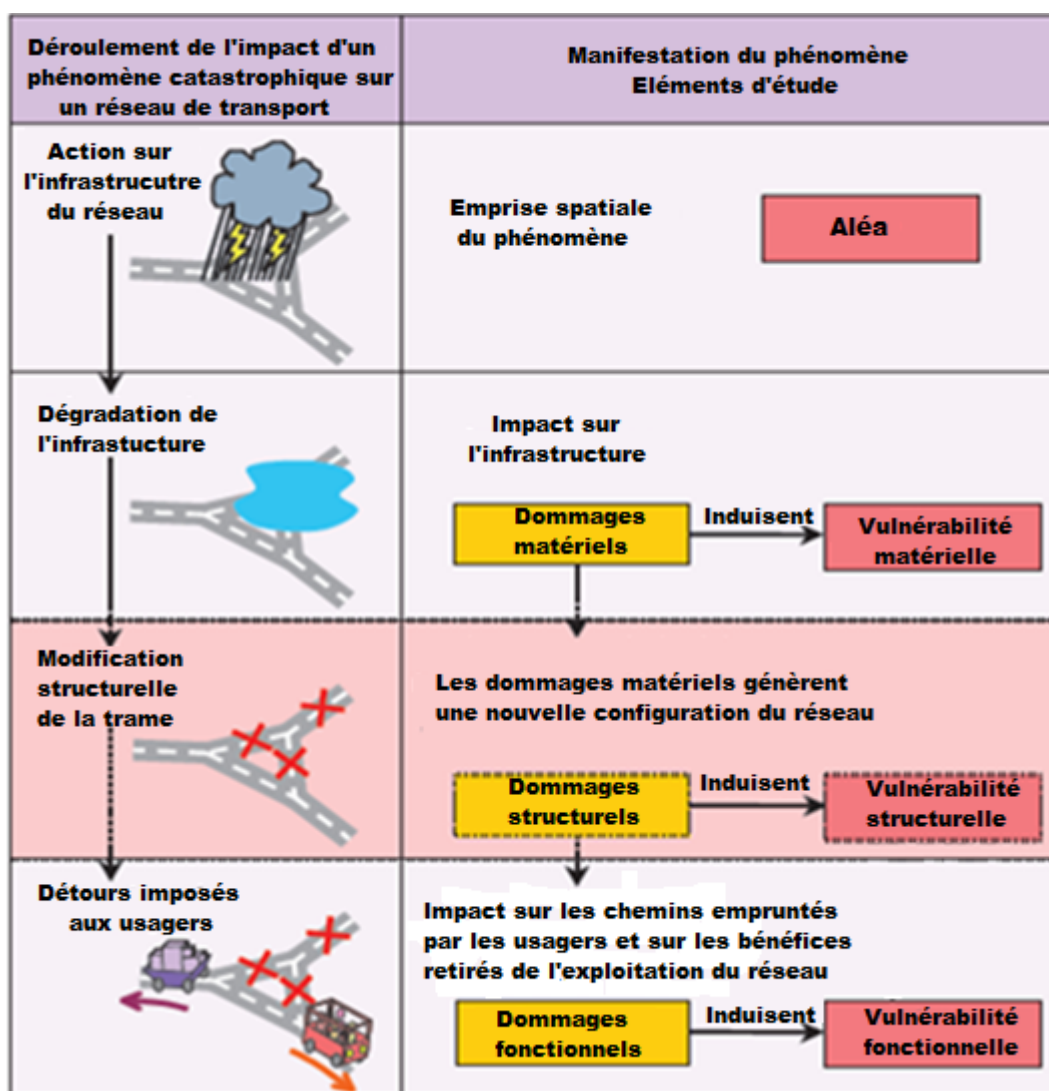 Déroulement de l'impact d'un
phénomène catastrophique sur
un réseau de transport
Manifestation du phénomène
Eléments d'étude
Action sur
l'infrastrucutre
du réseau
Emprise spatiale
du phénomène
Aléa
Dégradation de
l'infrastucture
Impact sur
l'infrastructure
Dommages
matériels
Induisent
Vulnérabilité
matérielle
Modification
structurelle
de la trame
Les dommages matériels génèrent
une nouvelle configuration du réseau
Dommages
structurels
Induisent
Vulnérabilité
structurelle
Détours imposés
aux usagers
Impact sur les chemins empruntés
par les usagers et sur les bénéfices
retirés de l'exploitation du réseau
Dommages
fonctionnels
Induisent
Vulnérabilité
fonctionnelle